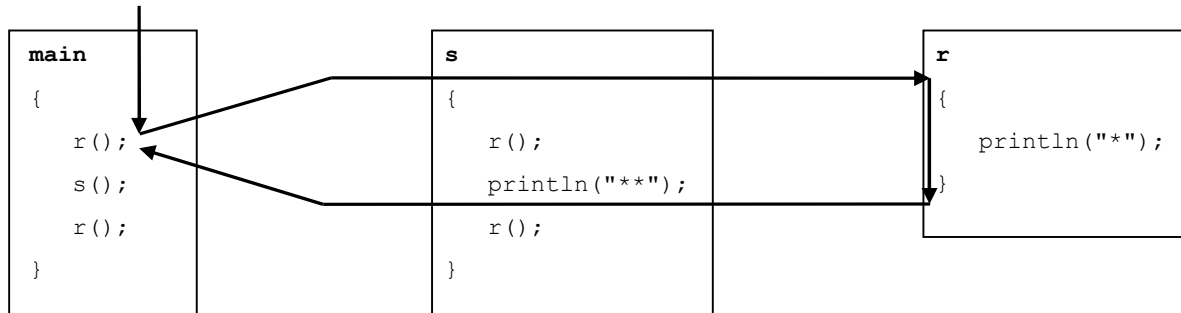 main
{
r();
s();
r();
}
s
{
r();
println("**");
r();
}
r
{
println("*");
}